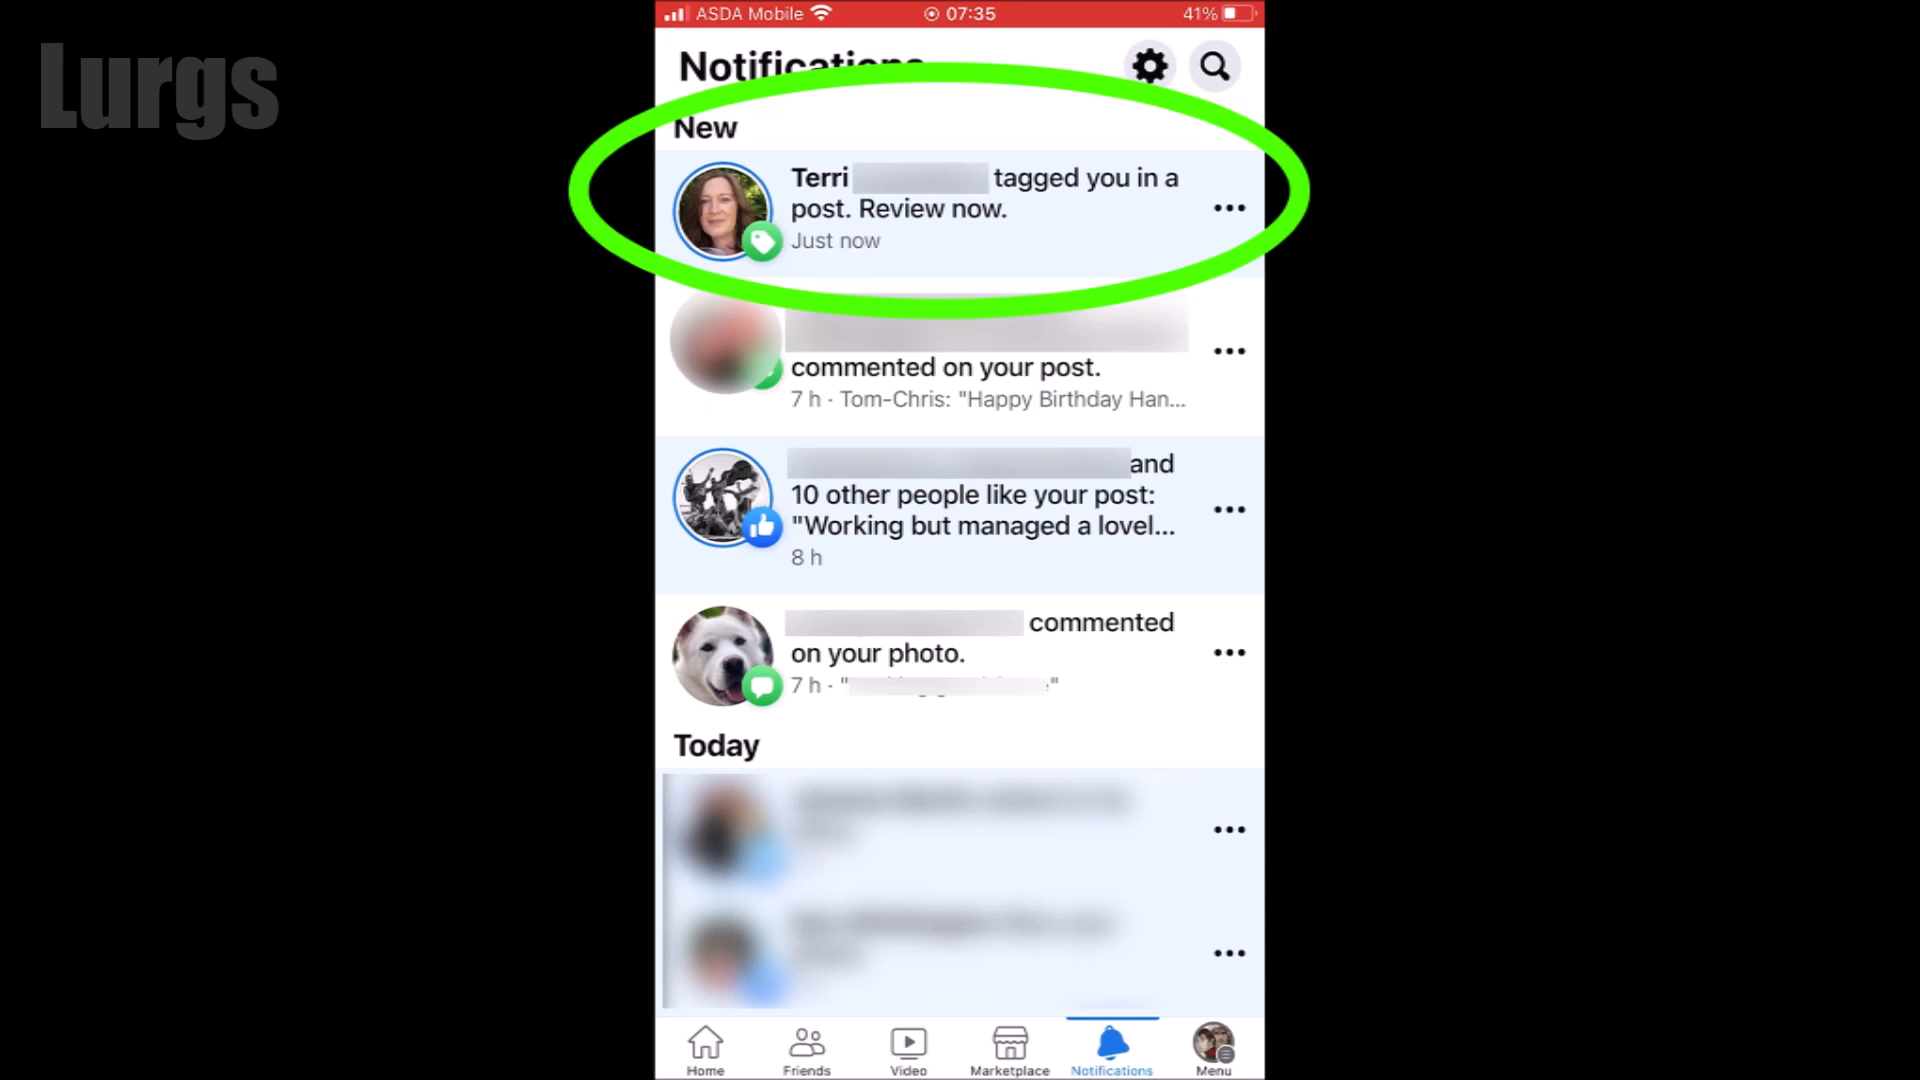 Lurgs
ASDA Mobile
07:35
41%
Notifications
New
Terri tagged you in a
post. Review now.
Just now
commented on your post.
7 h · Tom-Chris: "Happy Birthday Han...
and
10 other people like your post:
"Working but managed a lovel...
8 h
commented
on your photo.
7 h · " "
Today
Home
Friends
Video
Marketplace
Notifications
Menu